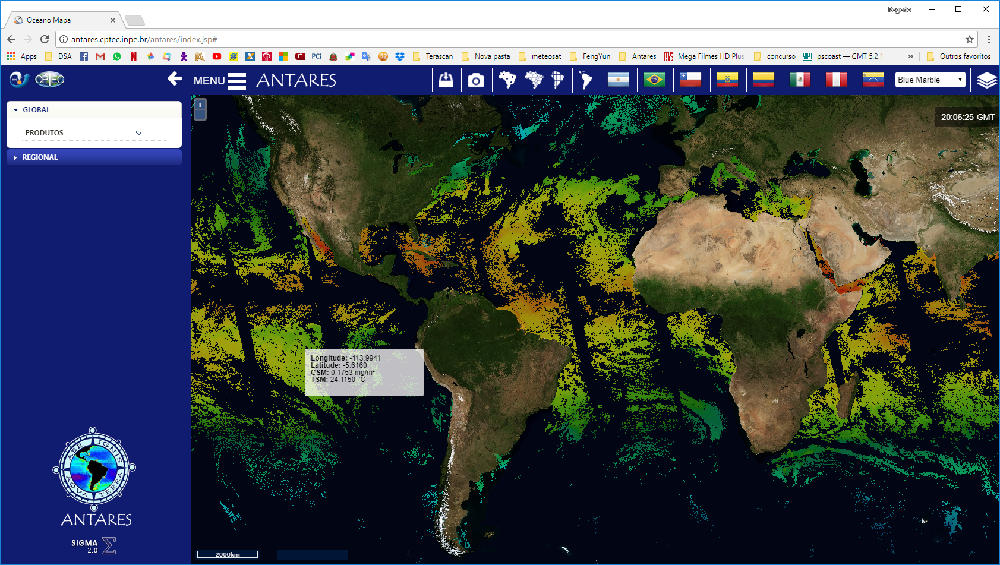 Rogerio
Oceano Mapa
antares.cptec.inpe.br/antares/index.jsp#
Apps DSA Terascan Nova pasta meteosat FengYun Antares Mega Filmes HD Plus concurso pscoast — GMT 5.2.1 » Outros favoritos
CPTEC MENU ANTARES Blue Marble
GLOBAL
PRODUTOS
REGIONAL
20:06:25 GMT
+
−
Longitude: -113.9941
Latitude: -5.6160
CSM: 0.1753 mg/m³
TSM: 24.1150 °C
AER IGNIS
AQVA TERRA
ANTARES
SIGMA
2.0
2000km